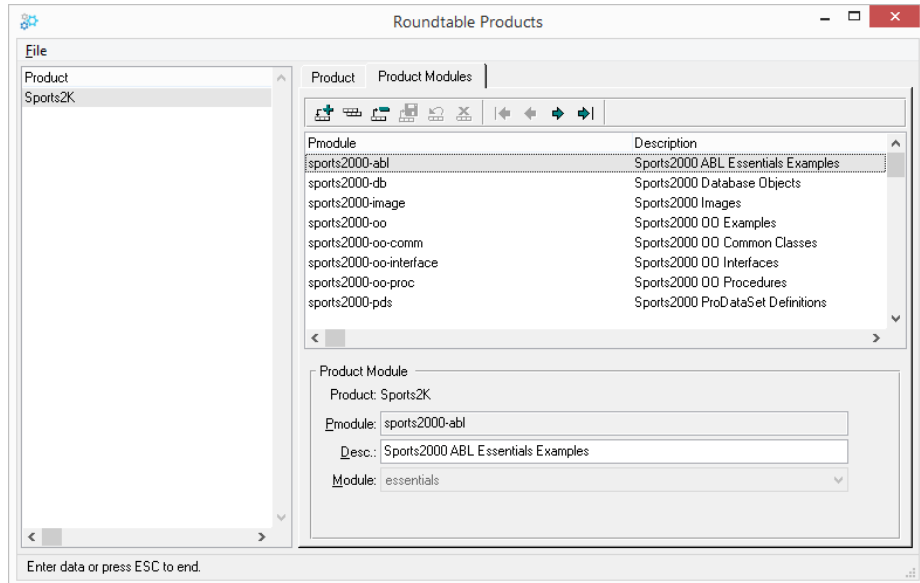 Roundtable Products
File
Product
Sports2K
Product Product Modules
Pmodule Description
sports2000-abl Sports2000 ABL Essentials Examples
sports2000-db Sports2000 Database Objects
sports2000-image Sports2000 Images
sports2000-oo Sports2000 OO Examples
sports2000-oo-comm Sports2000 OO Common Classes
sports2000-oo-interface Sports2000 OO Interfaces
sports2000-oo-proc Sports2000 OO Procedures
sports2000-pds Sports2000 ProDataSet Definitions
Product Module
Product: Sports2K
Pmodule: sports2000-abl
Desc.: Sports2000 ABL Essentials Examples
Module: essentials
Enter data or press ESC to end.